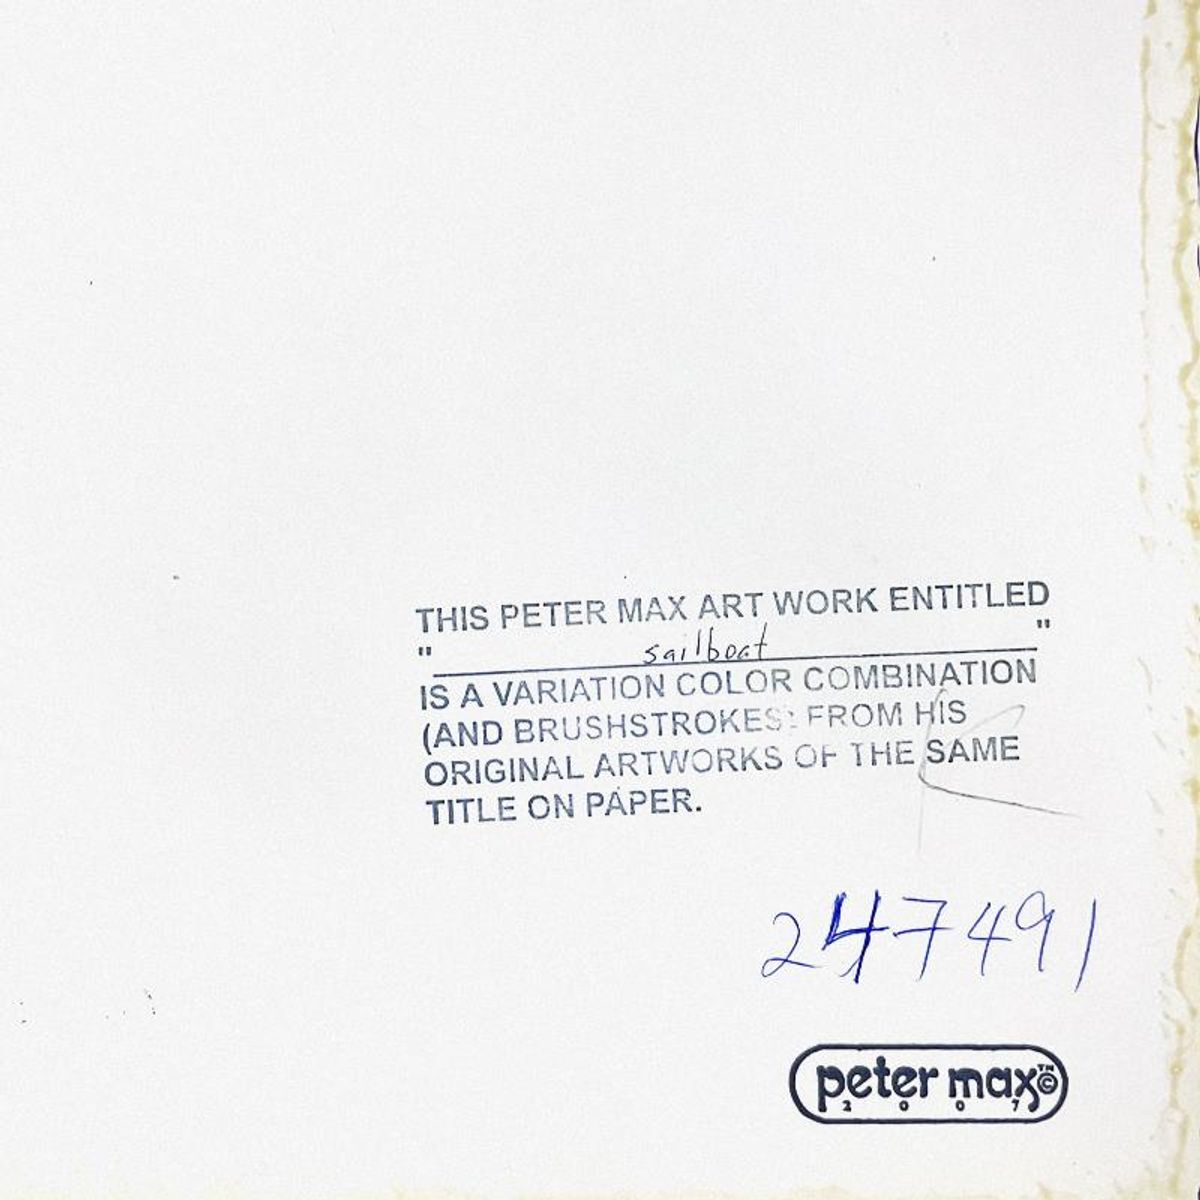 THIS PETER MAX ART WORK ENTITLED
" sailboat "
IS A VARIATION COLOR COMBINATION
(AND BRUSHSTROKES) FROM HIS
ORIGINAL ARTWORKS OF THE SAME
TITLE ON PAPER.
247491
peter max™©
2007